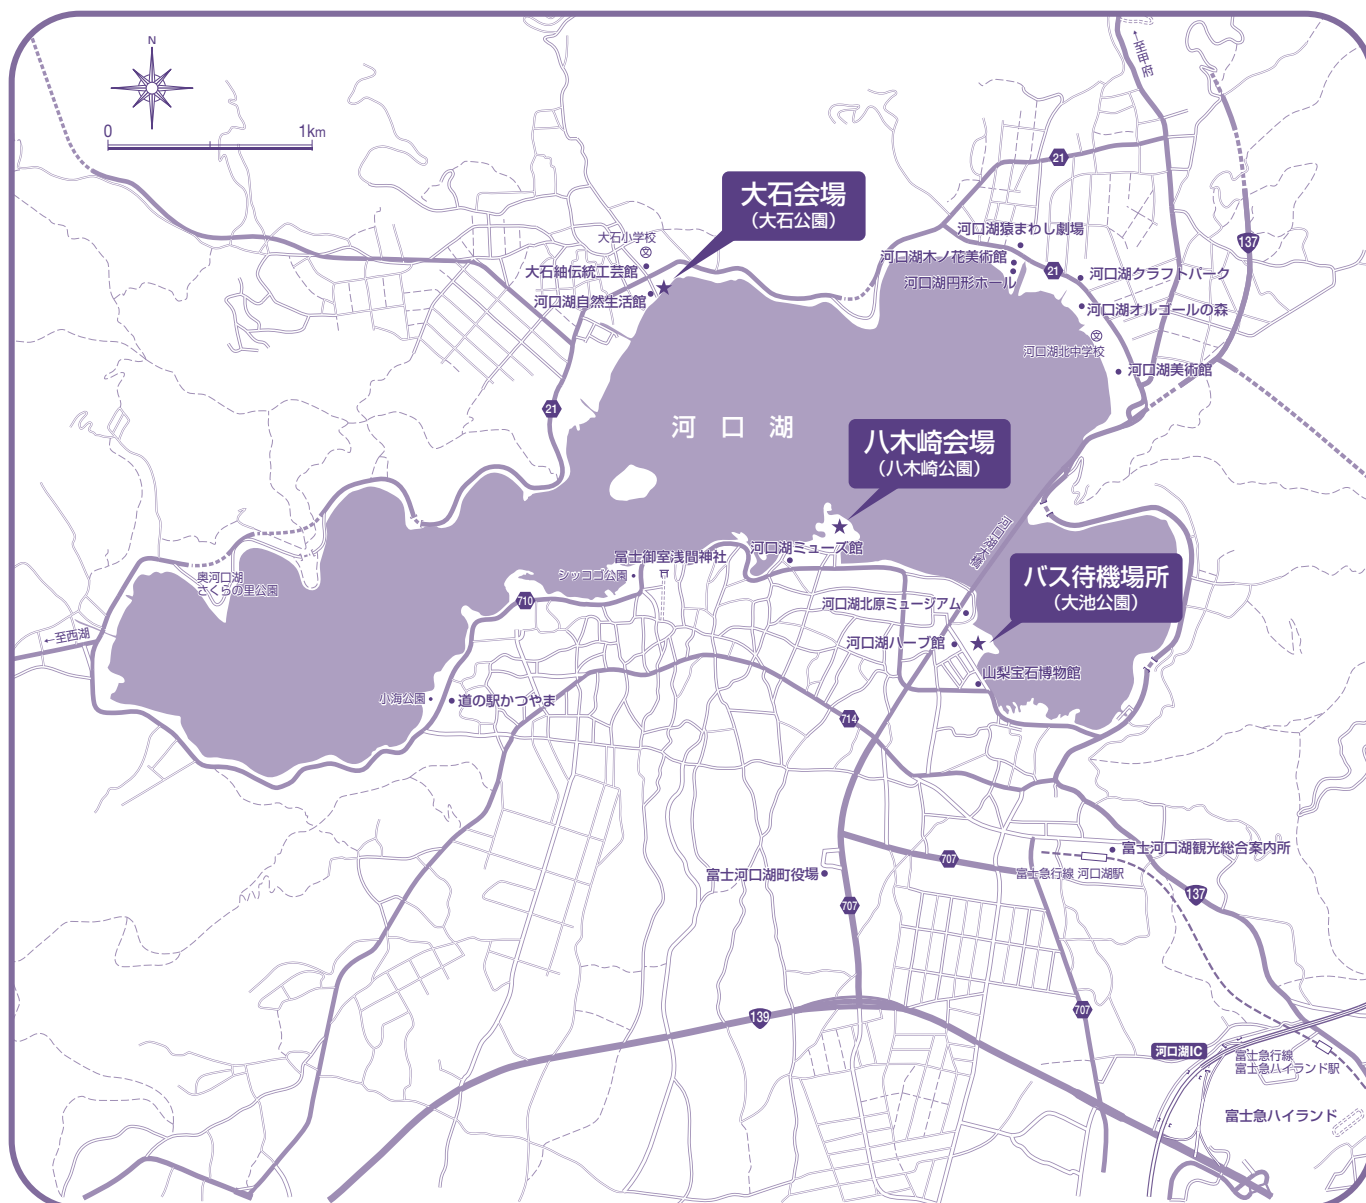 N
0 1km
←至甲府
21
大石会場
(大石公園)
137
河口湖猿まわし劇場
大石小学校
文
河口湖木ノ花美術館
大石紬伝統工芸館
21
河口湖クラフトパーク
河口湖円形ホール
河口湖自然生活館
河口湖オルゴールの森
文
河口湖北中学校
河口湖美術館
21
河口湖
八木崎会場
(八木崎公園)
河口湖大橋
河口湖ミューズ館
冨士御室浅間神社
シッコゴ公園
奥河口湖
さくらの里公園
バス待機場所
(大池公園)
710
河口湖北原ミュージアム
←至西湖
河口湖ハーブ館
山梨宝石博物館
小海公園
道の駅かつやま
714
富士河口湖観光総合案内所
707
富士急行線 河口湖駅
富士河口湖町役場
137
707
707
139
河口湖IC
富士急行線
富士急ハイランド駅
富士急ハイランド